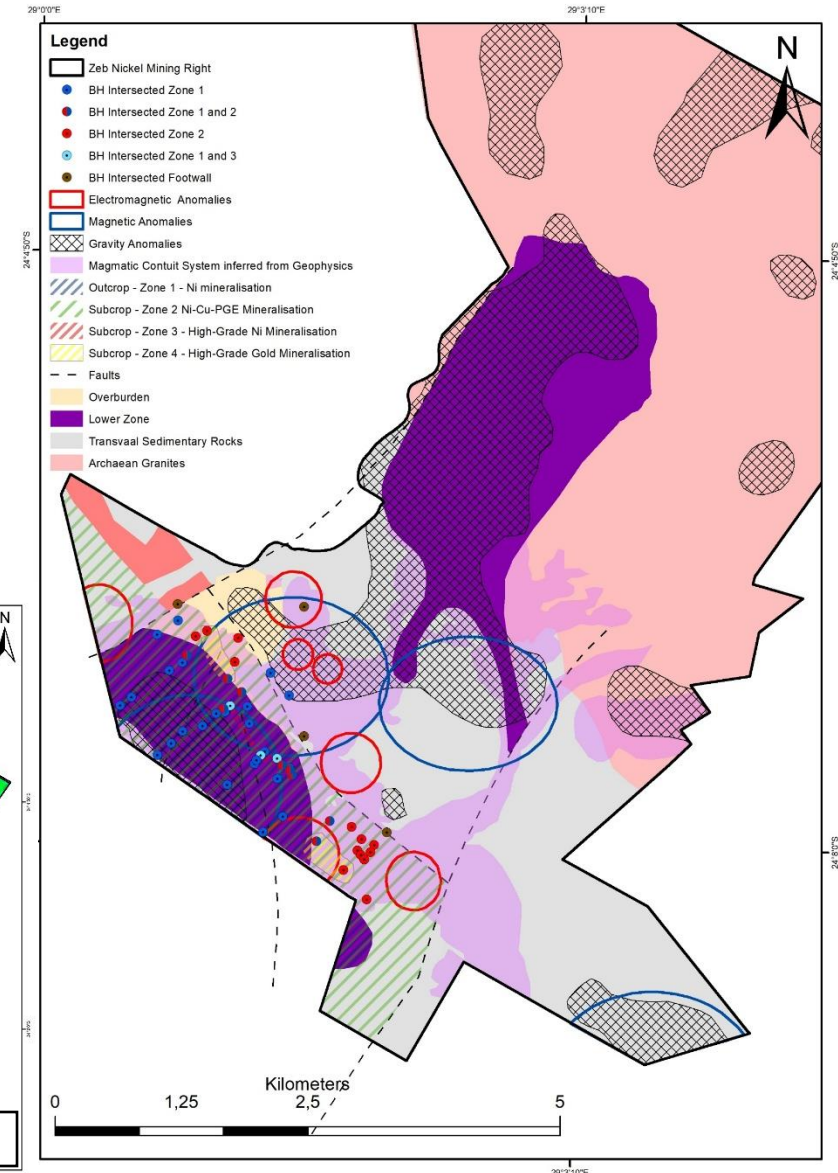 29°0'0"E
29°3'10"E
Legend
Zeb Nickel Mining Right
BH Intersected Zone 1
BH Intersected Zone 1 and 2
BH Intersected Zone 2
BH Intersected Zone 1 and 3
BH Intersected Footwall
Electromagnetic Anomalies
Magnetic Anomalies
Gravity Anomalies
Magmatic Contuit System inferred from Geophysics
Outcrop - Zone 1 - Ni mineralisation
Subcrop - Zone 2 Ni-Cu-PGE Mineralisation
Subcrop - Zone 3 - High-Grade Ni Mineralisation
Subcrop - Zone 4 - High-Grade Gold Mineralisation
Faults
Overburden
Lower Zone
Transvaal Sedimentary Rocks
Archaean Granites
N
24°4'50"S
24°4'50"S
N
24°8'0"S
Kilometers
0 1,25 2,5 5
29°3'10"E